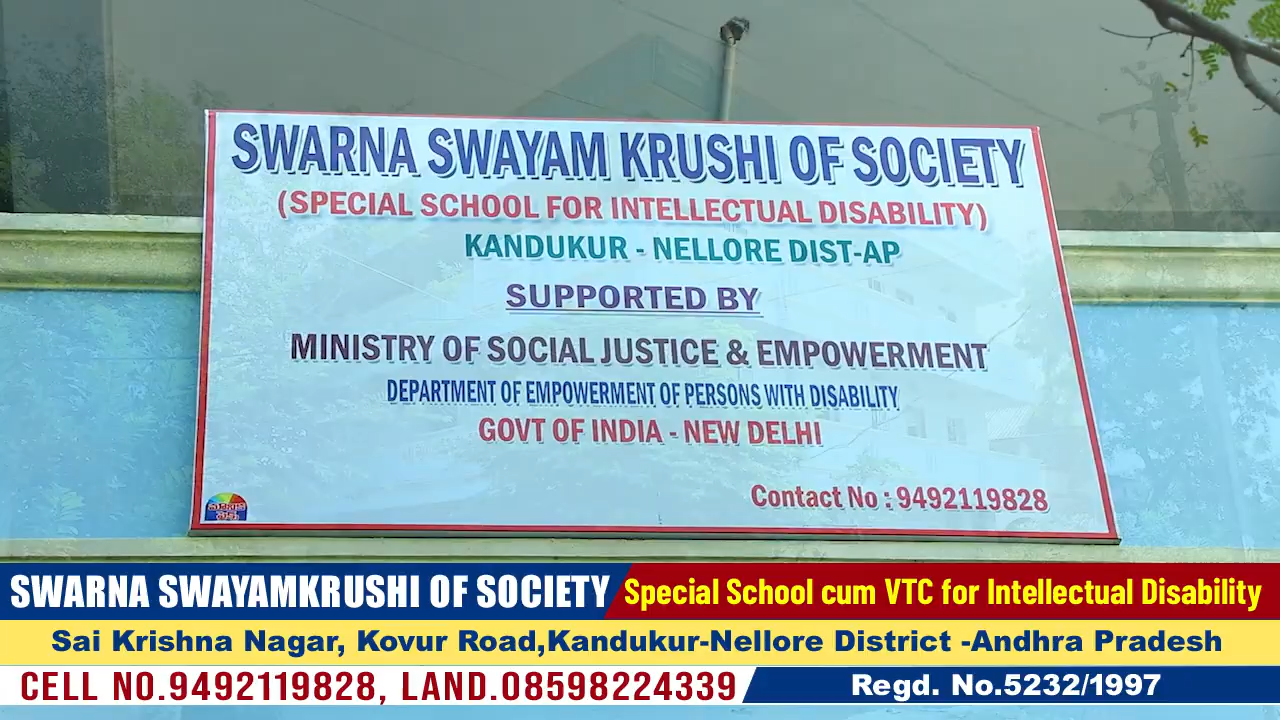 SWARNA SWAYAM KRUSHI OF SOCIETY
(SPECIAL SCHOOL FOR INTELLECTUAL DISABILITY)
KANDUKUR - NELLORE DIST-AP
SUPPORTED BY
MINISTRY OF SOCIAL JUSTICE & EMPOWERMENT
DEPARTMENT OF EMPOWERMENT OF PERSONS WITH DISABILITY
GOVT OF INDIA - NEW DELHI
Contact No : 9492119828
SWARNA SWAYAMKRUSHI OF SOCIETY Special School cum VTC for Intellectual Disability
Sai Krishna Nagar, Kovur Road,Kandukur-Nellore District -Andhra Pradesh
CELL NO.9492119828, LAND.08598224339 Regd. No.5232/1997